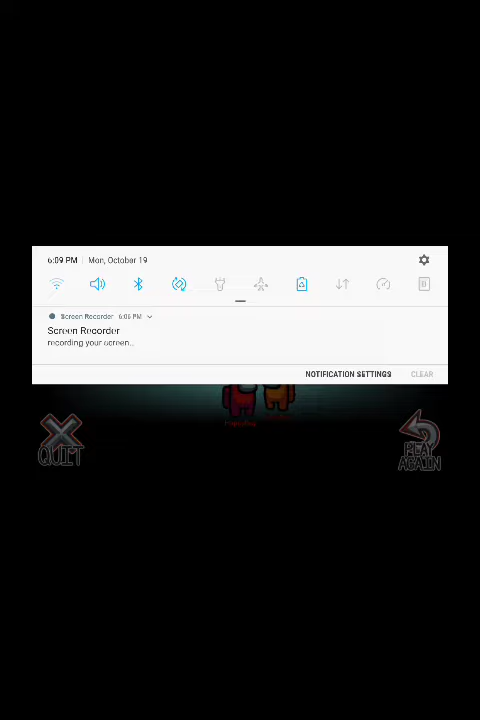 6:09 PM | Mon, October 19
Screen Recorder 6:06 PM
Screen Recorder
recording your screen...
NOTIFICATION SETTINGS CLEAR
QUIT
PLAY
AGAIN